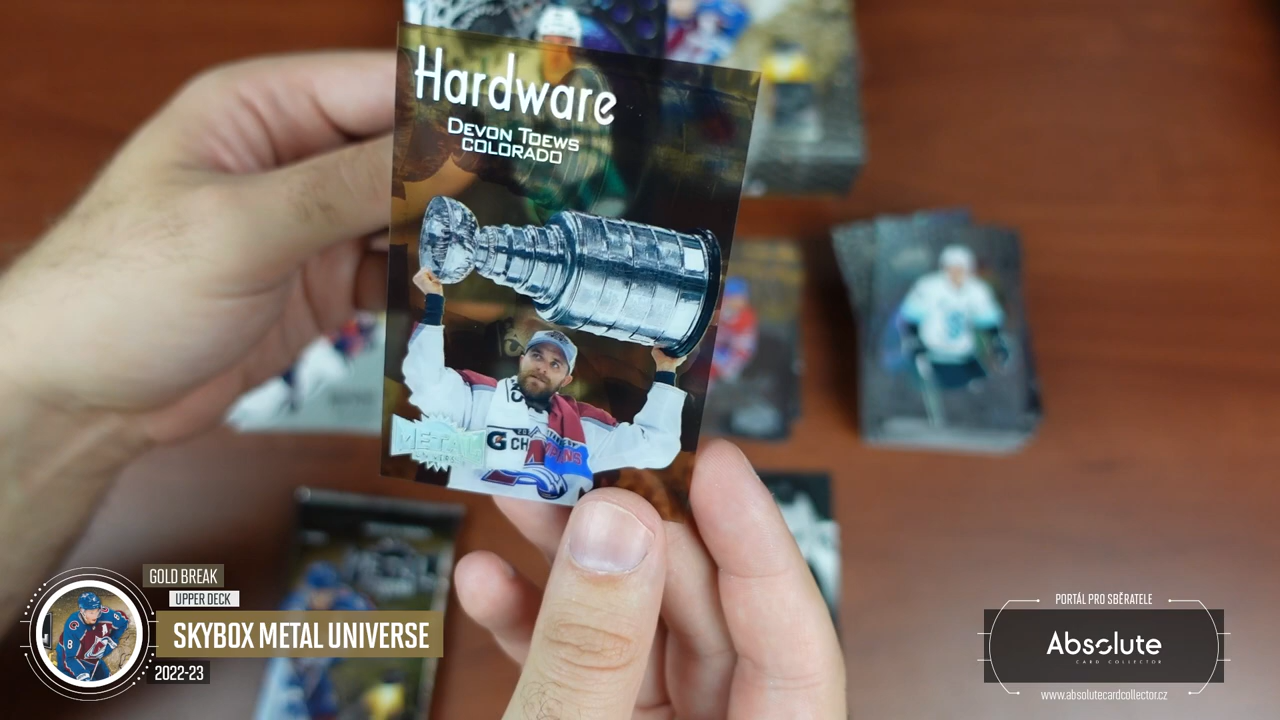 Hardware
DEVON TOEWS
COLORADO
METAL
G CH
GOLD BREAK
UPPER DECK
SKYBOX METAL UNIVERSE
2022-23
PORTÁL PRO SBĚRATELE
Absolute
CARD COLLECTOR
www.absolutecardcollector.cz